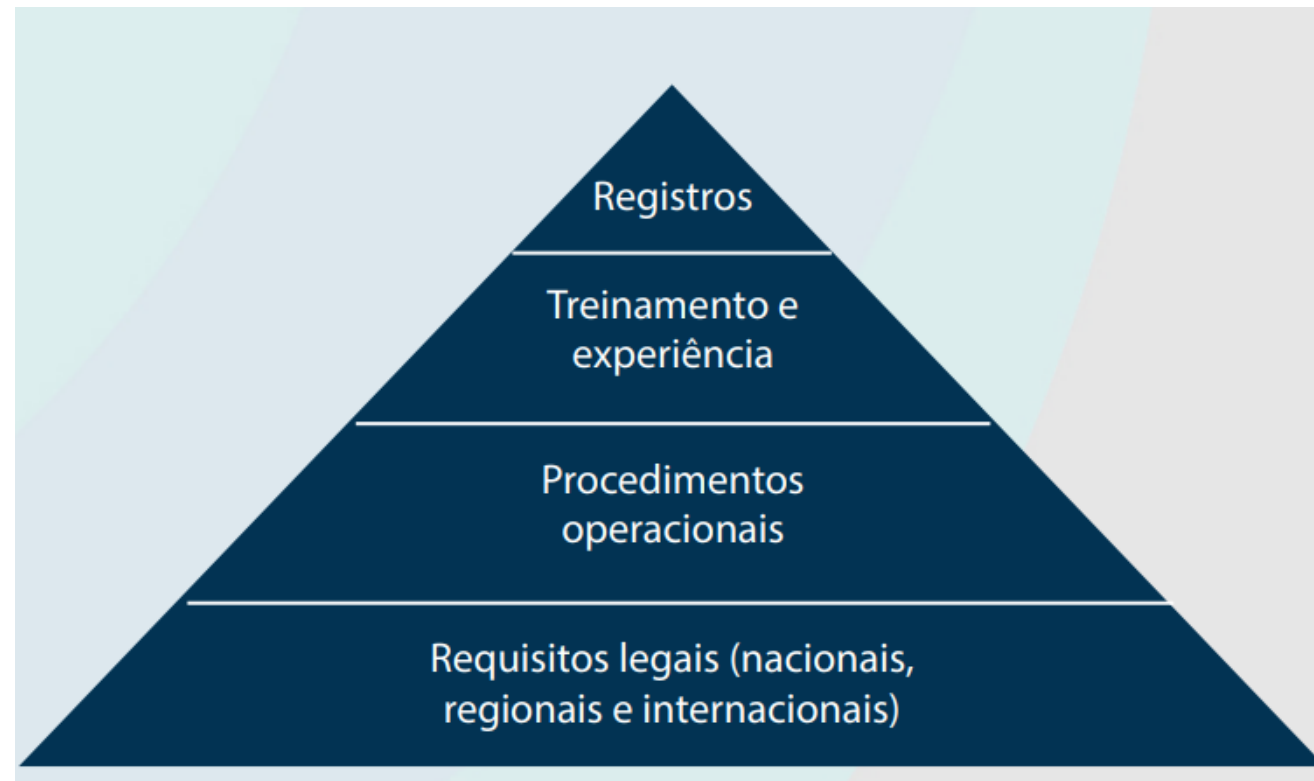 Registros
Treinamento e
experiência
Procedimentos
operacionais
Requisitos legais (nacionais,
regionais e internacionais)